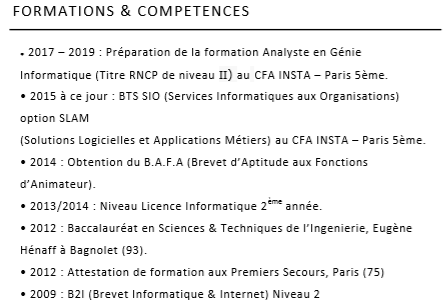 FORMATIONS & COMPETENCES
• 2017 – 2019 : Préparation de la formation Analyste en Génie
Informatique (Titre RNCP de niveau II) au CFA INSTA – Paris 5ème.
• 2015 à ce jour : BTS SIO (Services Informatiques aux Organisations)
option SLAM
(Solutions Logicielles et Applications Métiers) au CFA INSTA – Paris 5ème.
• 2014 : Obtention du B.A.F.A (Brevet d’Aptitude aux Fonctions
d’Animateur).
• 2013/2014 : Niveau Licence Informatique 2ème année.
• 2012 : Baccalauréat en Sciences & Techniques de l’Ingenierie, Eugène
Hénaff à Bagnolet (93).
• 2012 : Attestation de formation aux Premiers Secours, Paris (75)
• 2009 : B2I (Brevet Informatique & Internet) Niveau 2